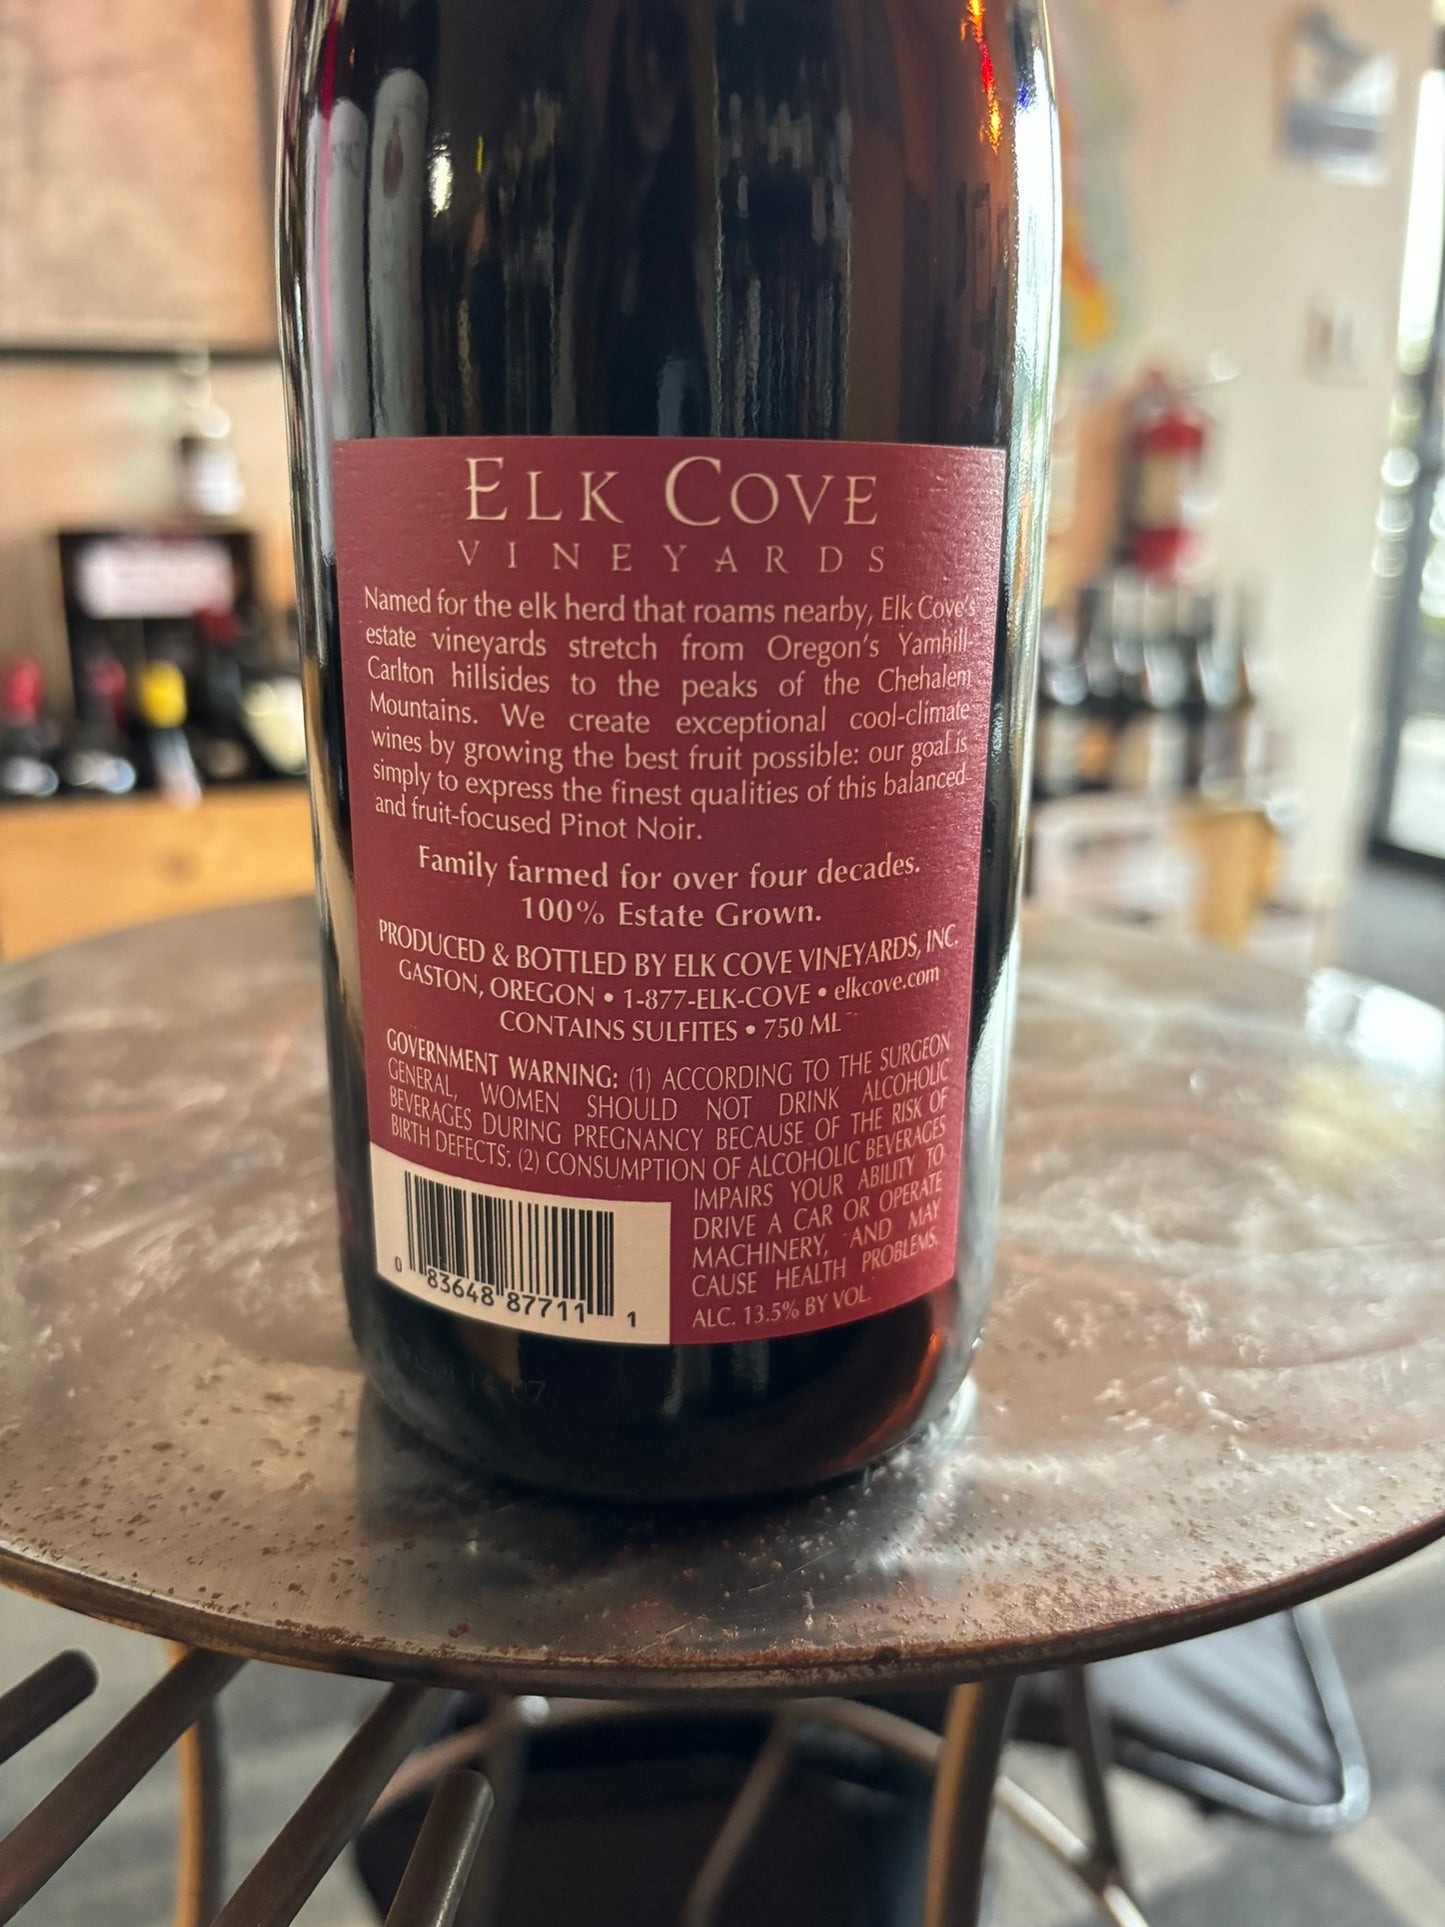 ELK COVE
VINEYARDS
Named for the elk herd that roams nearby, Elk Cove's
estate vineyards stretch from Oregon's Yamhill-
Carlton hillsides to the peaks of the Chehalem
Mountains. We create exceptional cool-climate
wines by growing the best fruit possible: our goal is
simply to express the finest qualities of this balanced-
and fruit-focused Pinot Noir.
Family farmed for over four decades.
100% Estate Grown.
PRODUCED & BOTTLED BY ELK COVE VINEYARDS, INC.
GASTON, OREGON • 1-877-ELK-COVE • elkcove.com
CONTAINS SULFITES • 750 ML
GOVERNMENT WARNING: (1) ACCORDING TO THE SURGEON
GENERAL, WOMEN SHOULD NOT DRINK ALCOHOLIC
BEVERAGES DURING PREGNANCY BECAUSE OF THE RISK OF
BIRTH DEFECTS. (2) CONSUMPTION OF ALCOHOLIC BEVERAGES
IMPAIRS YOUR ABILITY TO
DRIVE A CAR OR OPERATE
MACHINERY, AND MAY
CAUSE HEALTH PROBLEMS.
ALC. 13.5% BY VOL.
0 83648 87711 1